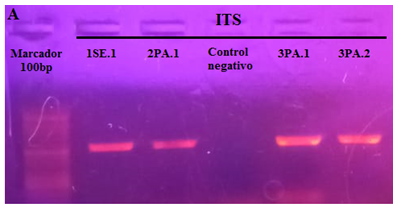 A
ITS
Marcador 100bp
1SE.1
2PA.1
Control negativo
3PA.1
3PA.2